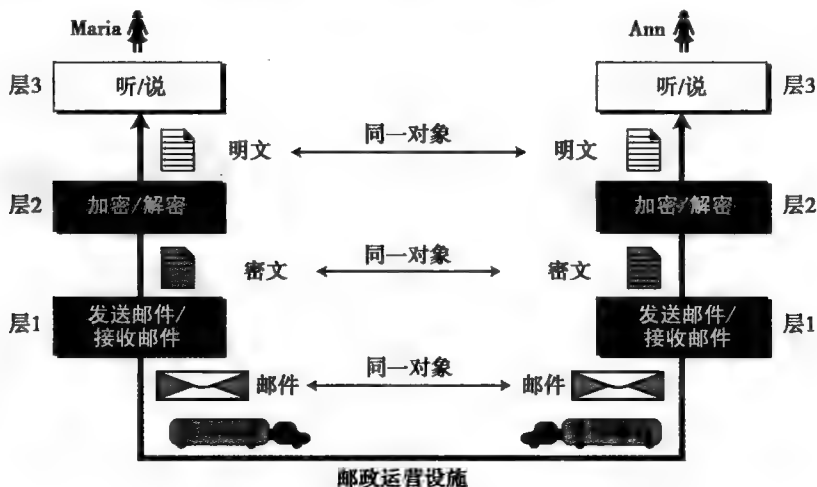 Maria
Ann
层3
听/说
听/说
层3
明文
同一对象
明文
层2
加密/解密
加密/解密
层2
密文
同一对象
密文
层1
发送邮件/
接收邮件
发送邮件/
接收邮件
层1
邮件
同一对象
邮件
邮政运营设施